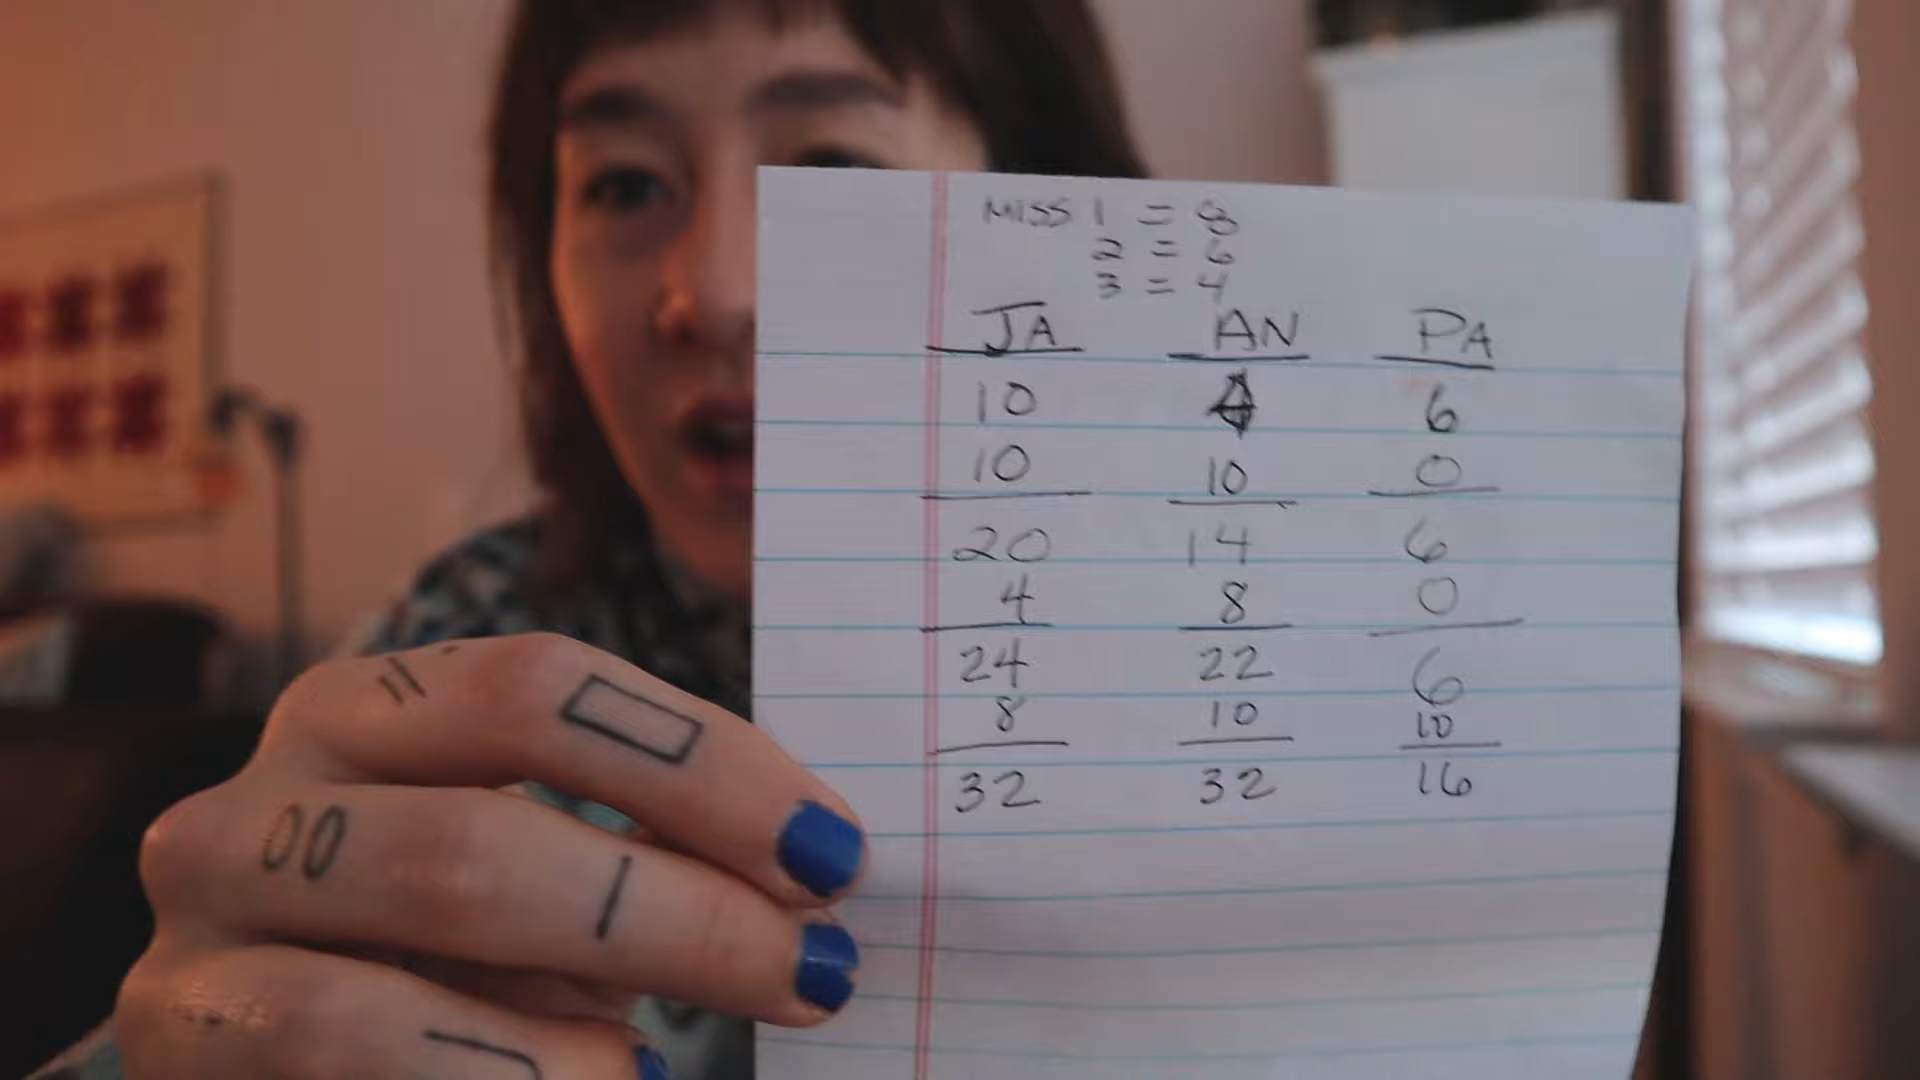 MISS 1 = 8
2 = 6
3 = 4
JA AN PA
10 4 6
10 10 0
20 14 6
4 8 0
24 22 6
8 10 10
32 32 16